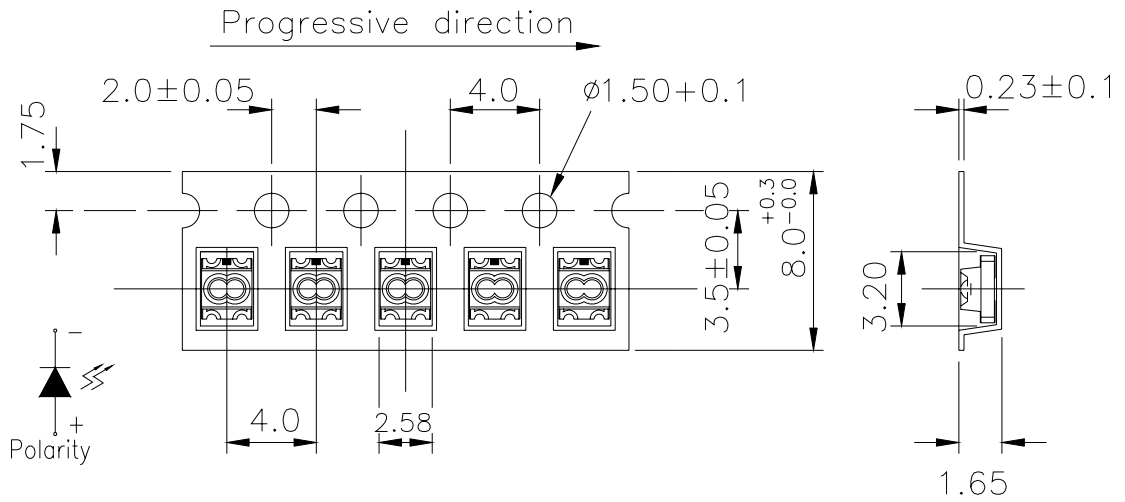 Progressive direction
2.0±0.05
4.0
ø1.50+0.1
0.23±0.1
1.75
3.5±0.05
8.0 +0.3 -0.0
3.20
−
+
Polarity
4.0
2.58
1.65